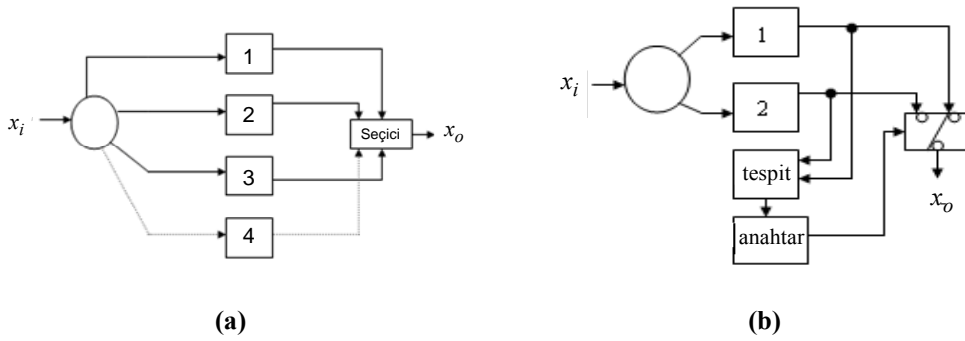 1
2
3
4
x_i
Seçici
x_o
(a)
1
2
x_i
tespit
anahtar
x_o
(b)